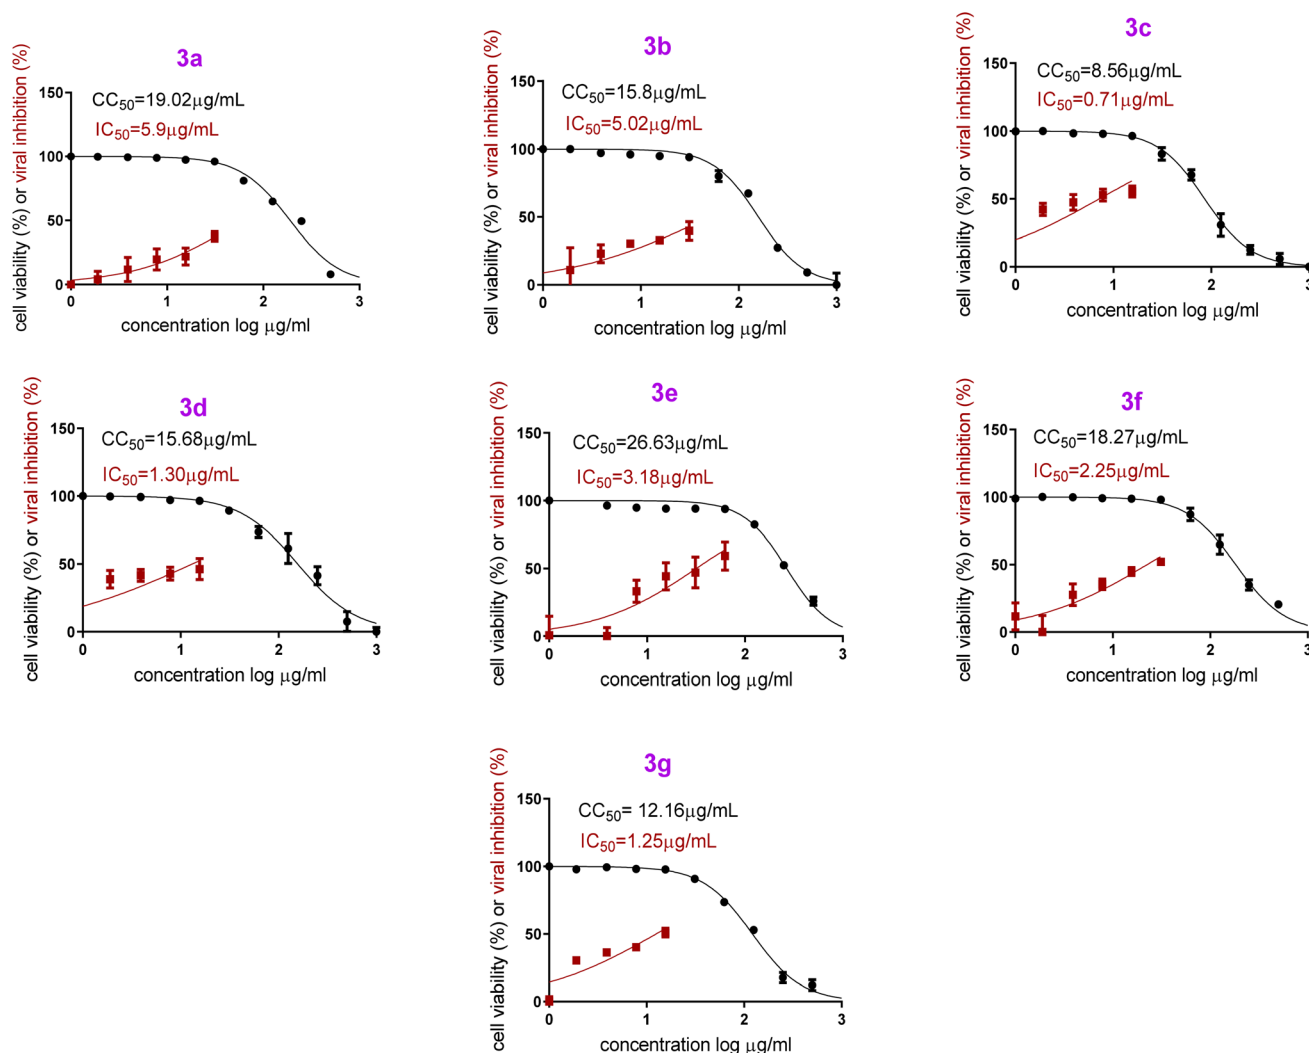 3a
CC50=19.02μg/mL
IC50=5.9μg/mL
cell viability (%) or viral inhibition (%)
150
100
50
0
0 1 2 3
concentration log μg/ml
3b
CC50=15.8μg/mL
IC50=5.02μg/mL
cell viability (%) or viral inhibition (%)
150
100
50
0
0 1 2 3
concentration log μg/ml
3c
CC50=8.56μg/mL
IC50=0.71μg/mL
cell viability (%) or viral inhibition (%)
150
100
50
0
0 1 2 3
concentration log μg/ml
3d
CC50=15.68μg/mL
IC50=1.30μg/mL
cell viability (%) or viral inhibition (%)
150
100
50
0
0 1 2 3
concentration log μg/ml
3e
CC50=26.63μg/mL
IC50=3.18μg/mL
cell viability (%) or viral inhibition (%)
150
100
50
0
0 1 2 3
concentration log μg/ml
3f
CC50=18.27μg/mL
IC50=2.25μg/mL
cell viability (%) or viral inhibition (%)
150
100
50
0
0 1 2 3
concentration log μg/ml
3g
CC50= 12.16μg/mL
IC50=1.25μg/mL
cell viability (%) or viral inhibition (%)
150
100
50
0
0 1 2 3
concentration log μg/ml